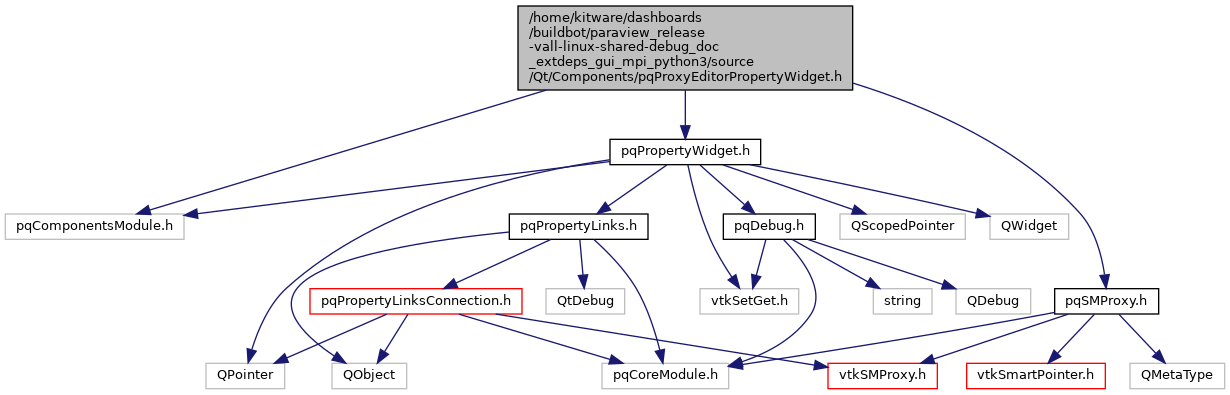 /home/kitware/dashboards
/buildbot/paraview_release
-vall-linux-shared-debug_doc
_extdeps_gui_mpi_python3/source
/Qt/Components/pqProxyEditorPropertyWidget.h
pqPropertyWidget.h
pqComponentsModule.h
pqPropertyLinks.h
pqDebug.h
QScopedPointer
QWidget
pqPropertyLinksConnection.h
QtDebug
vtkSetGet.h
string
QDebug
pqSMProxy.h
QPointer
QObject
pqCoreModule.h
vtkSMProxy.h
vtkSmartPointer.h
QMetaType